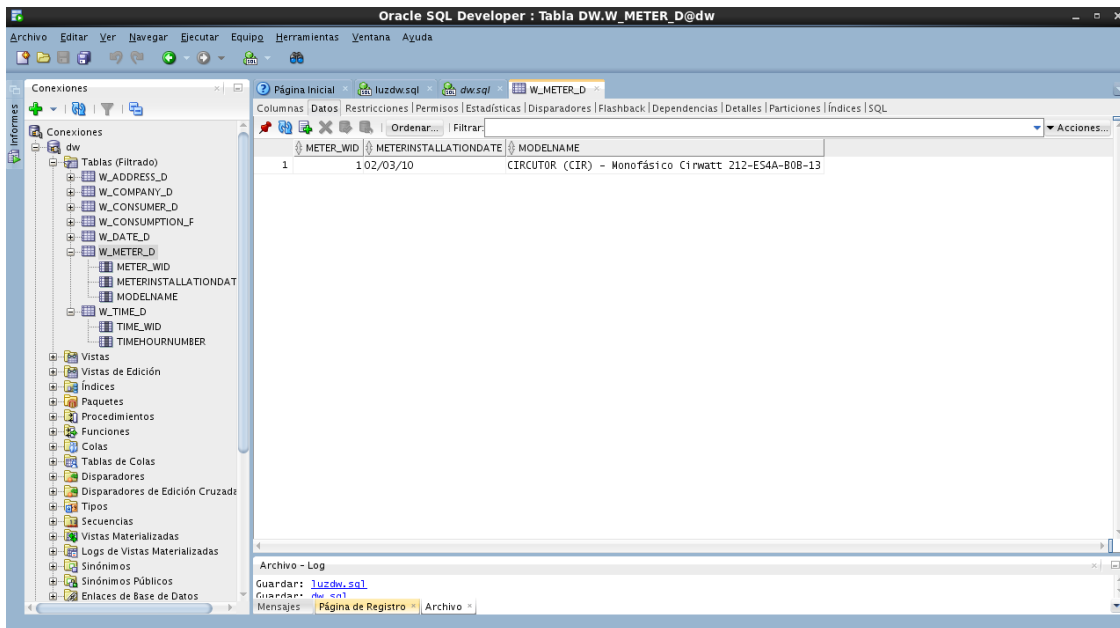 Oracle SQL Developer : Tabla DW.W_METER_D@dw
Archivo Editar Ver Navegar Ejecutar Equipo Herramientas Ventana Ayuda
Conexiones
Página Inicial luzdw.sql dw.sql W_METER_D
Columnas Datos Restricciones Permisos Estadísticas Disparadores Flashback Dependencias Detalles Particiones Índices SQL
Ordenar... Filtrar: Acciones...
METER_WID METERINSTALLATIONDATE MODELNAME
1 1 02/03/10 CIRCUTOR (CIR) - Monofásico Cirwatt 212-ES4A-B0B-13
Informes
Conexiones
dw
Tablas (Filtrado)
W_ADDRESS_D
W_COMPANY_D
W_CONSUMER_D
W_CONSUMPTION_F
W_DATE_D
W_METER_D
METER_WID
METERINSTALLATIONDAT
MODELNAME
W_TIME_D
TIME_WID
TIMEHOURNUMBER
Vistas
Vistas de Edición
Índices
Paquetes
Procedimientos
Funciones
Colas
Tablas de Colas
Disparadores
Disparadores de Edición Cruzada
Tipos
Secuencias
Vistas Materializadas
Logs de Vistas Materializadas
Sinónimos
Sinónimos Públicos
Enlaces de Base de Datos
Archivo - Log
Guardar: luzdw.sql
Guardar: dw.sql
Mensajes Página de Registro Archivo